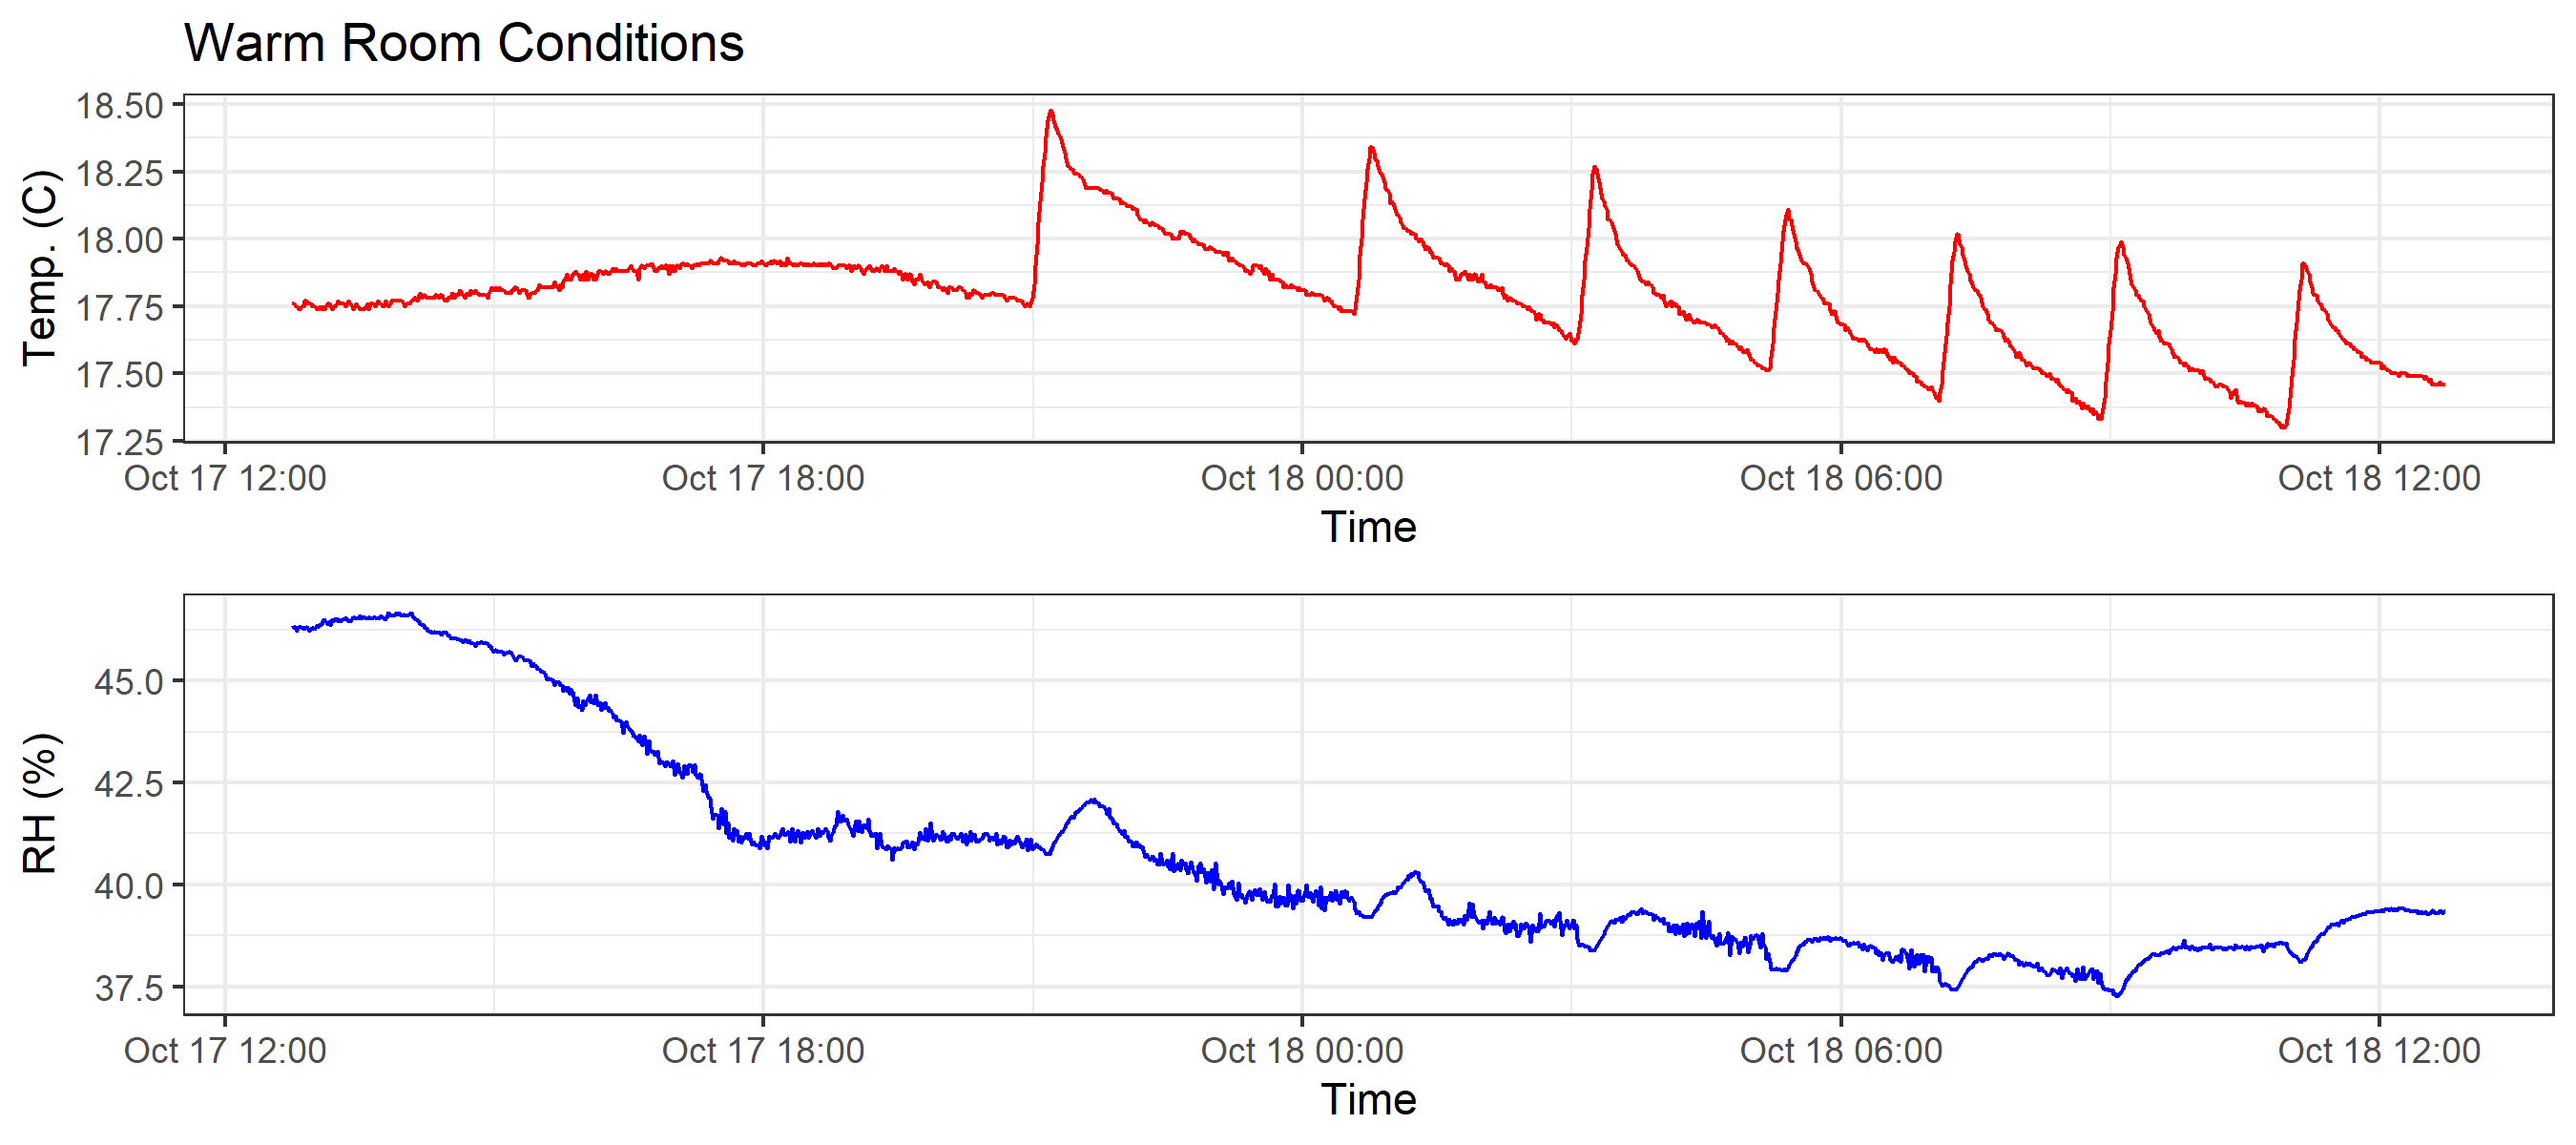 Warm Room Conditions
18.50
18.25
18.00
17.75
17.50
17.25
Temp. (C)
Oct 17 12:00 Oct 17 18:00 Oct 18 00:00 Oct 18 06:00 Oct 18 12:00
Time
45.0
42.5
40.0
37.5
RH (%)
Oct 17 12:00 Oct 17 18:00 Oct 18 00:00 Oct 18 06:00 Oct 18 12:00
Time